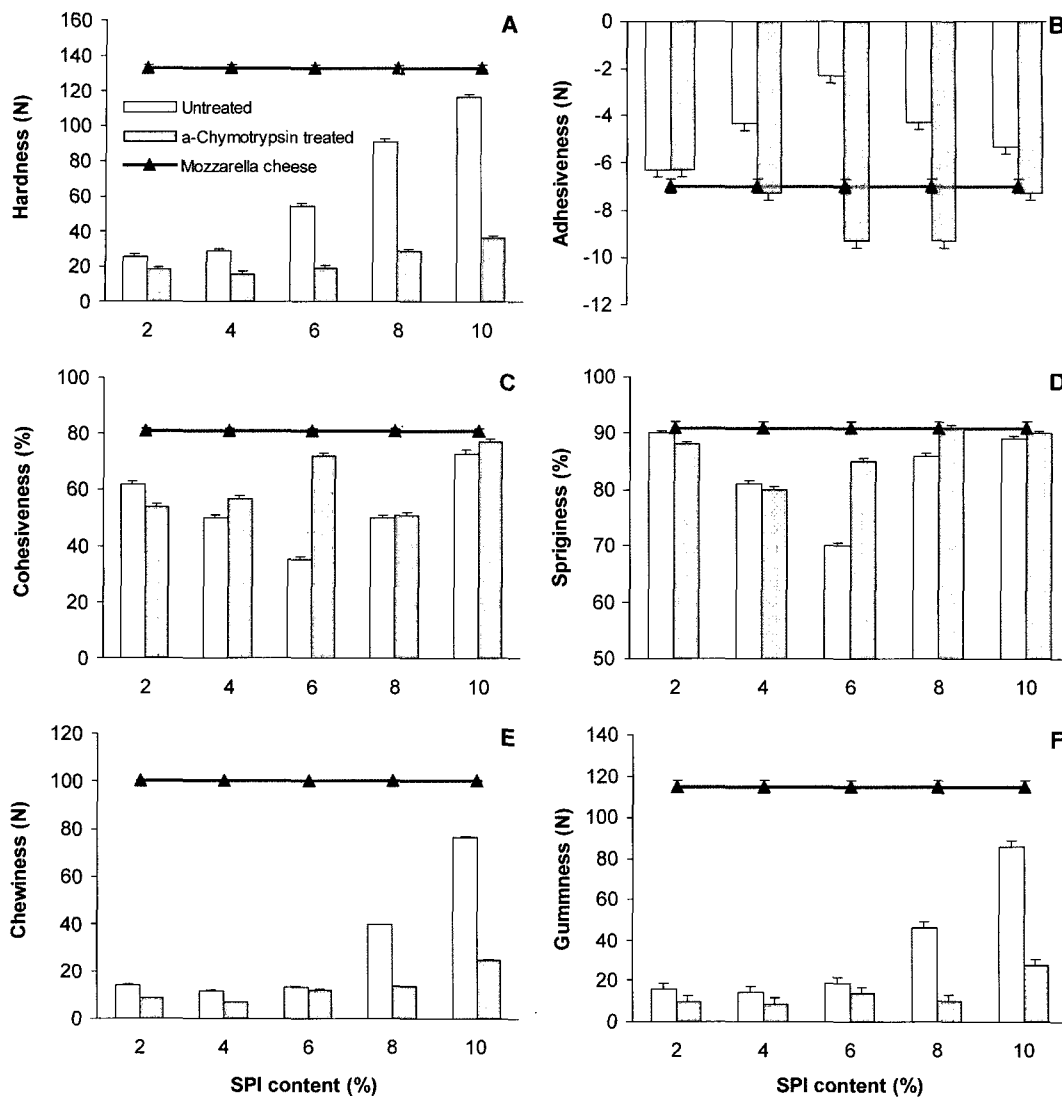 A
Hardness (N)
160
140
120
100
80
60
40
20
0
Untreated
a-Chymotrypsin treated
Mozzarella cheese
2 4 6 8 10
B
Adhesiveness (N)
0
-2
-4
-6
-8
-10
-12
C
Cohesiveness (%)
100
80
60
40
20
0
2 4 6 8 10
D
Spriginess (%)
100
90
80
70
60
50
2 4 6 8 10
E
Chewiness (N)
120
100
80
60
40
20
0
2 4 6 8 10
SPI content (%)
F
Gummness (N)
140
120
100
80
60
40
20
0
2 4 6 8 10
SPI content (%)